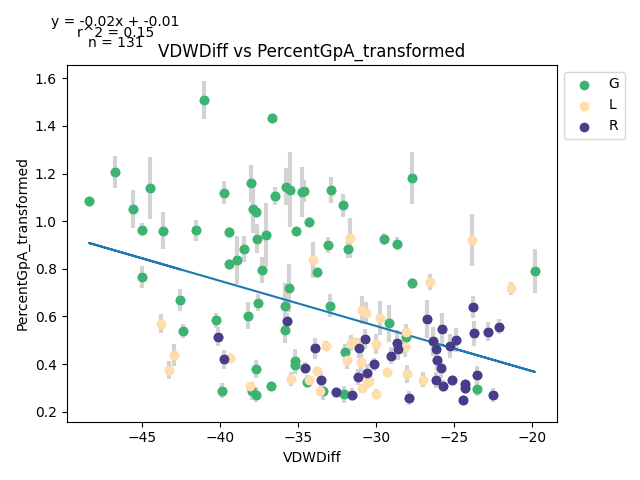 y = -0.02x + -0.01
r^2 = 0.15
n = 131
VDWDiff vs PercentGpA_transformed
G
L
R
PercentGpA_transformed
1.6
1.4
1.2
1.0
0.8
0.6
0.4
0.2
−45
−40
−35
−30
−25
−20
VDWDiff